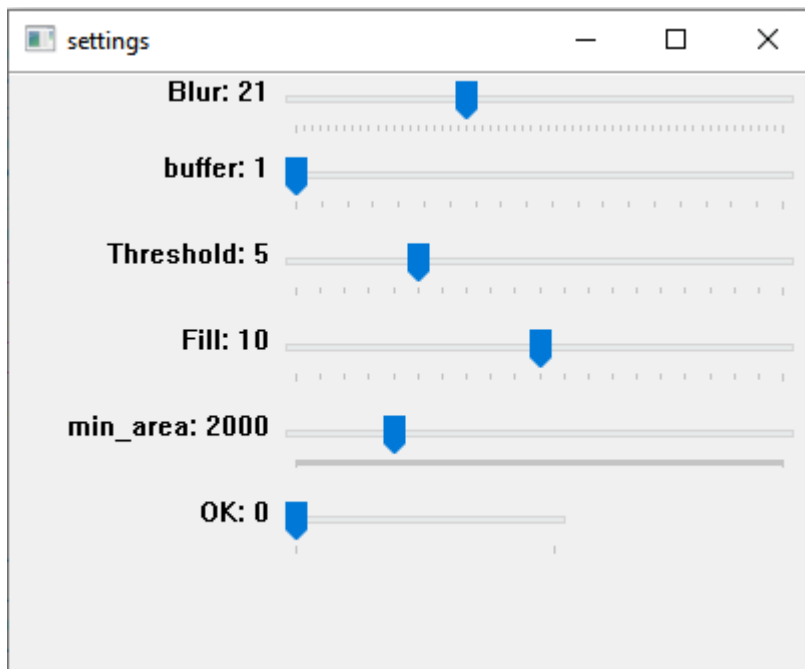 settings
Blur: 21
buffer: 1
Threshold: 5
Fill: 10
min_area: 2000
OK: 0